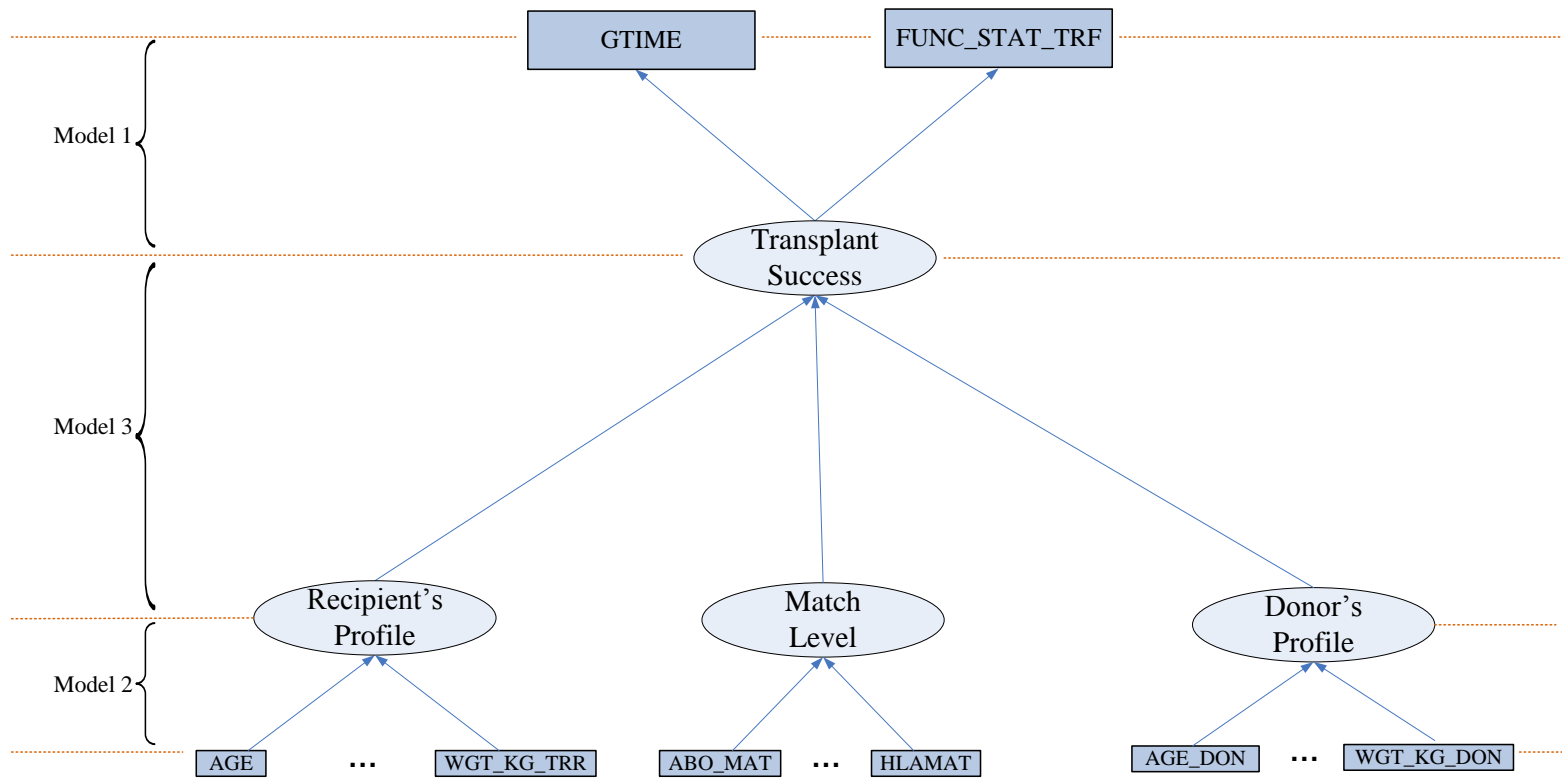 GTIME
FUNC_STAT_TRF
Model 1
Transplant
Success
Model 3
Recipient's
Profile
Match
Level
Donor's
Profile
Model 2
AGE
...
WGT_KG_TRR
ABO_MAT
...
HLAMAT
AGE_DON
...
WGT_KG_DON